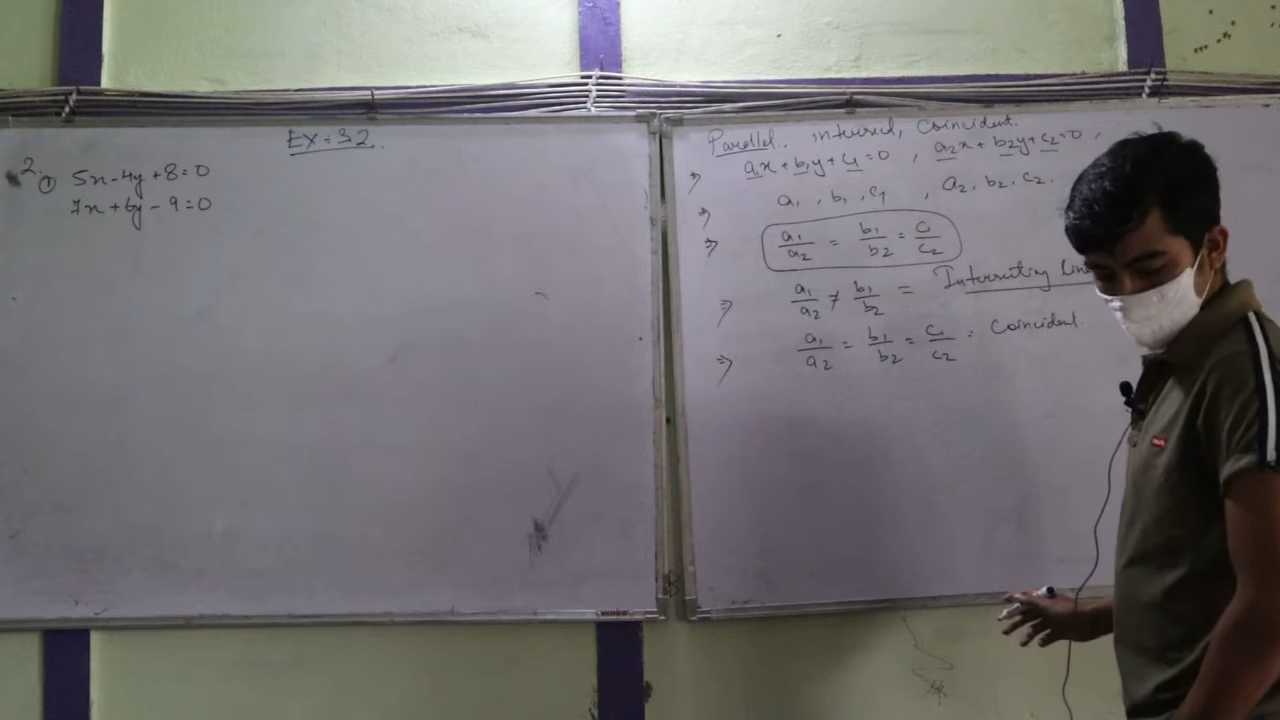 Ex ÷ 3.2.
2. ① 5x - 4y + 8 = 0
7x + 6y - 9 = 0
Parallel, intersect, Coincident.
⇒ a₁x + b₁y + c₁ = 0 , a₂x + b₂y + c₂ = 0 ,
⇒ a₁ , b₁ , c₁ , a₂, b₂, c₂.
⇒ a₁/a₂ = b₁/b₂ = c₁/c₂
⇒ a₁/a₂ ≠ b₁/b₂ = Intersecting Line
⇒ a₁/a₂ = b₁/b₂ = c₁/c₂ = Coincident